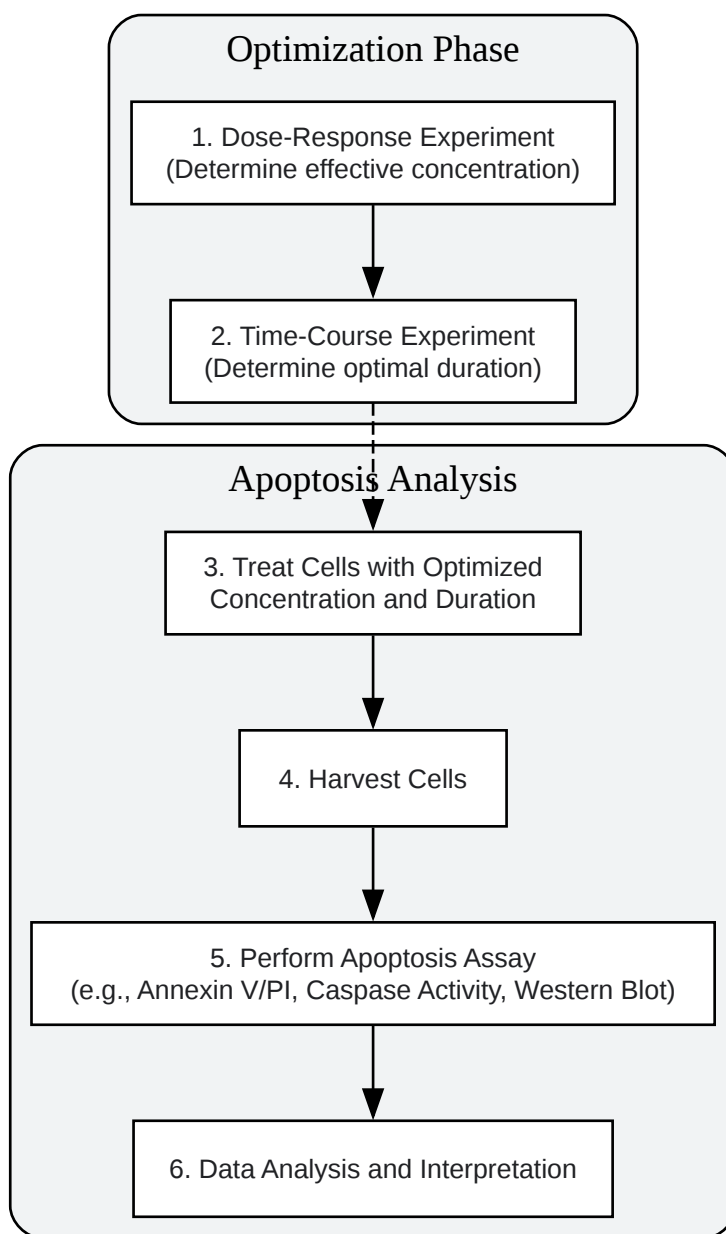 Optimization Phase
1. Dose-Response Experiment
(Determine effective concentration)
2. Time-Course Experiment
(Determine optimal duration)
Apoptosis Analysis
3. Treat Cells with Optimized
Concentration and Duration
4. Harvest Cells
5. Perform Apoptosis Assay
(e.g., Annexin V/PI, Caspase Activity, Western Blot)
6. Data Analysis and Interpretation